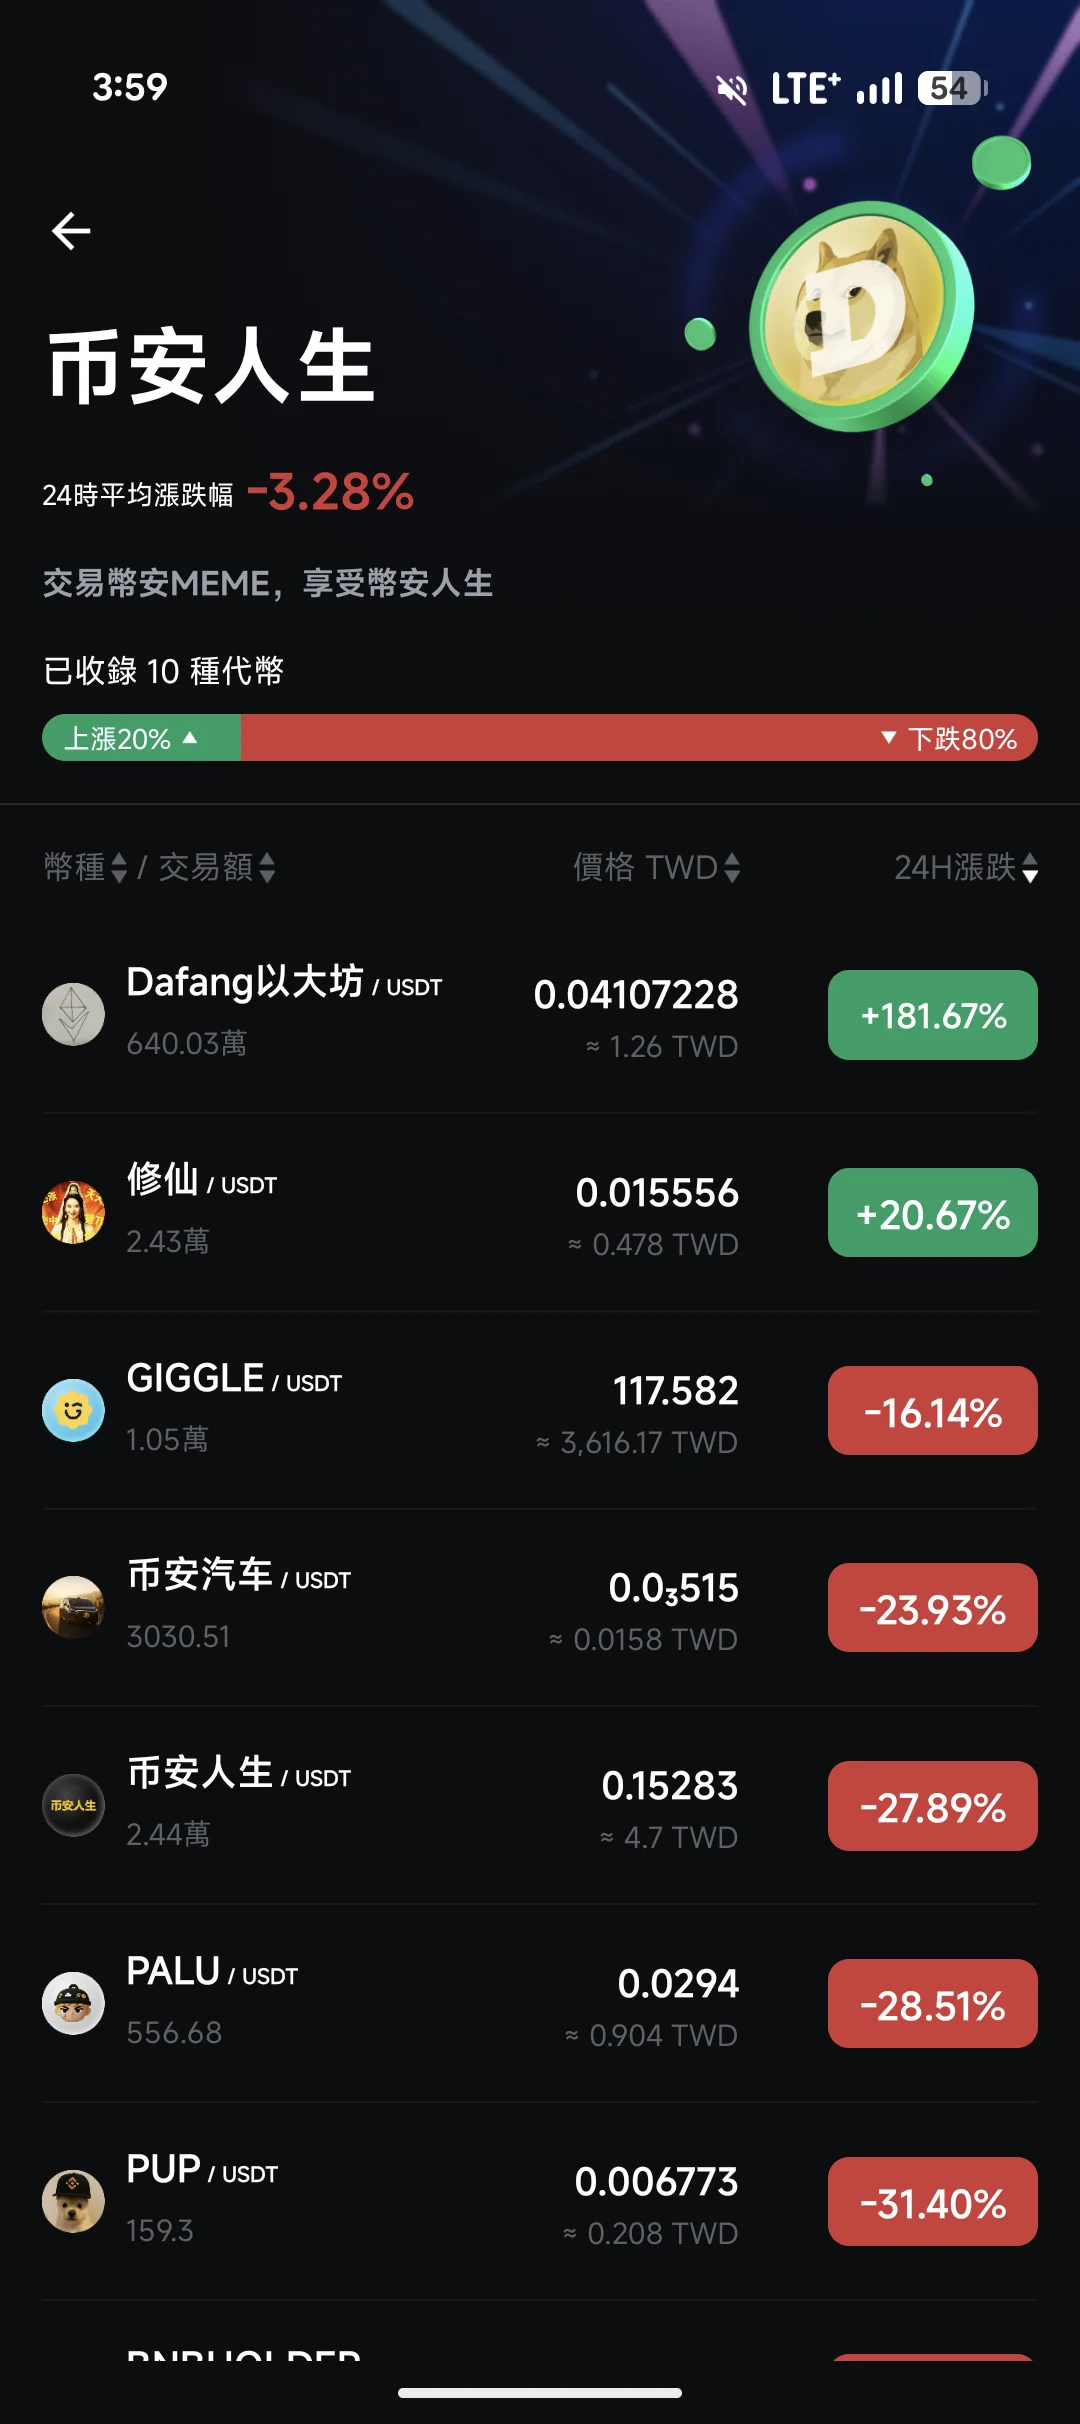 3:59 LTE+ 54
币安人生
24時平均漲跌幅 -3.28%
交易幣安MEME，享受幣安人生
已收錄 10 種代幣
上漲20% ▲ ▼ 下跌80%
幣種 / 交易額 價格 TWD 24H漲跌
Dafang以大坊 / USDT 0.04107228 +181.67%
640.03萬 ≈ 1.26 TWD
修仙 / USDT 0.015556 +20.67%
2.43萬 ≈ 0.478 TWD
GIGGLE / USDT 117.582 -16.14%
1.05萬 ≈ 3,616.17 TWD
币安汽车 / USDT 0.0₃515 -23.93%
3030.51 ≈ 0.0158 TWD
币安人生
币安人生 / USDT 0.15283 -27.89%
2.44萬 ≈ 4.7 TWD
PALU / USDT 0.0294 -28.51%
556.68 ≈ 0.904 TWD
PUP / USDT 0.006773 -31.40%
159.3 ≈ 0.208 TWD
BNBHOLDER